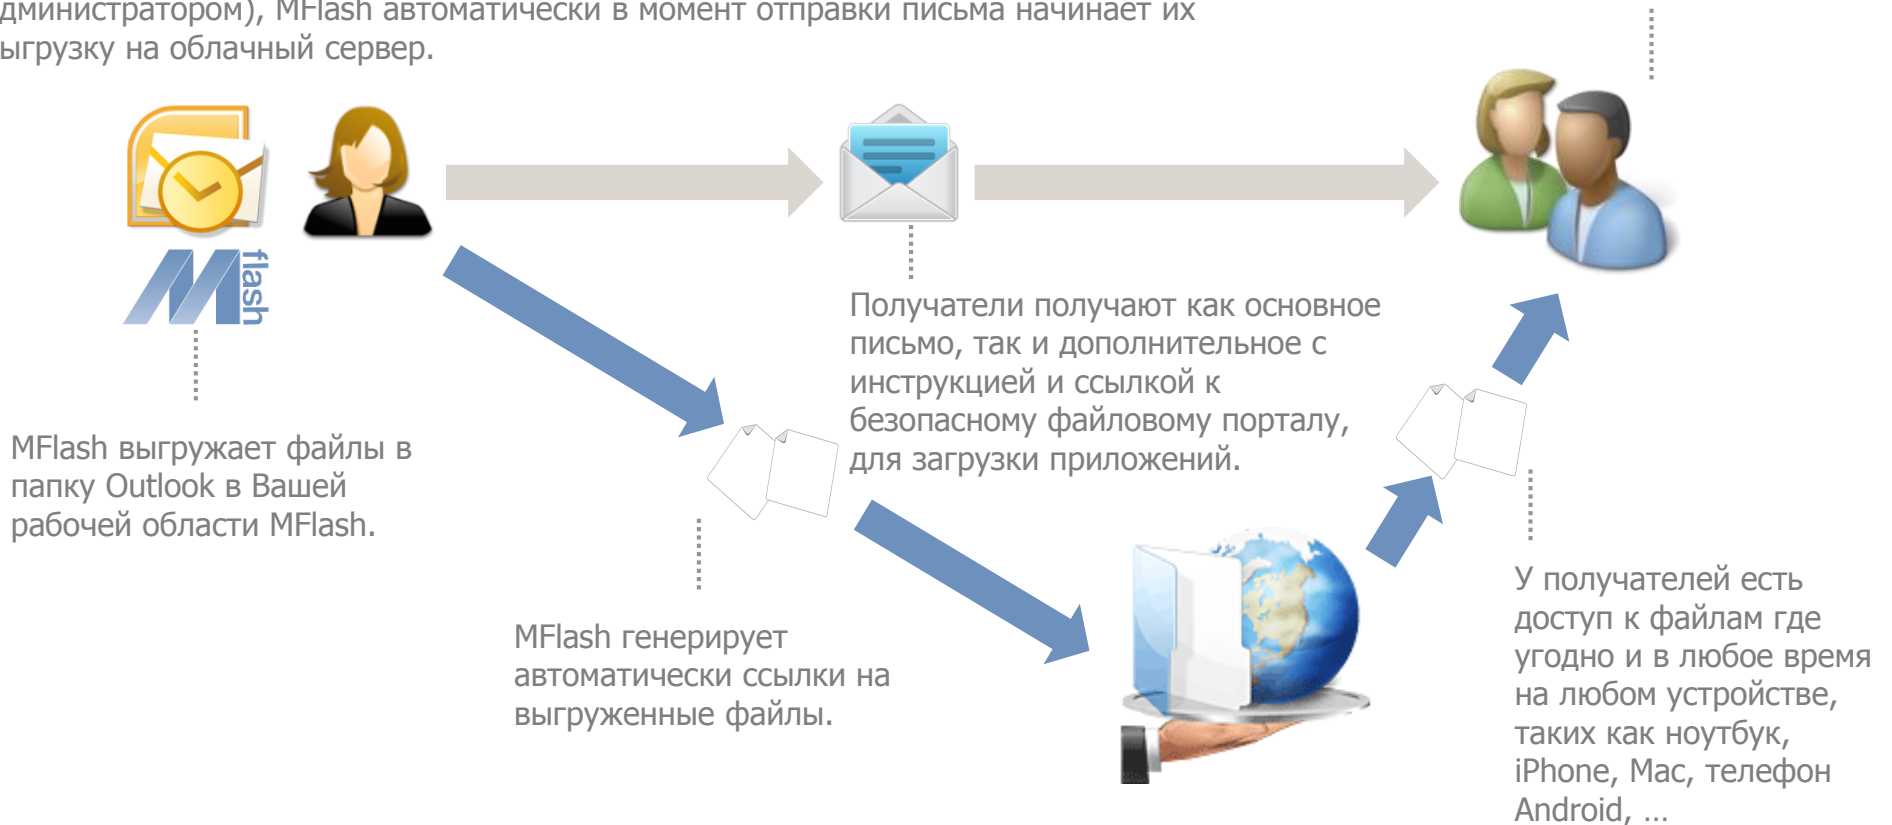 дминистратором), MFlash автоматически в момент отправки письма начинает их
ыгрузку на облачный сервер.
Mflash
Получатели получают как основное
письмо, так и дополнительное с
инструкцией и ссылкой к
безопасному файловому порталу,
для загрузки приложений.
MFlash выгружает файлы в
папку Outlook в Вашей
рабочей области MFlash.
MFlash генерирует
автоматически ссылки на
выгруженные файлы.
У получателей есть
доступ к файлам где
угодно и в любое время
на любом устройстве,
таких как ноутбук,
iPhone, Mac, телефон
Android, ...